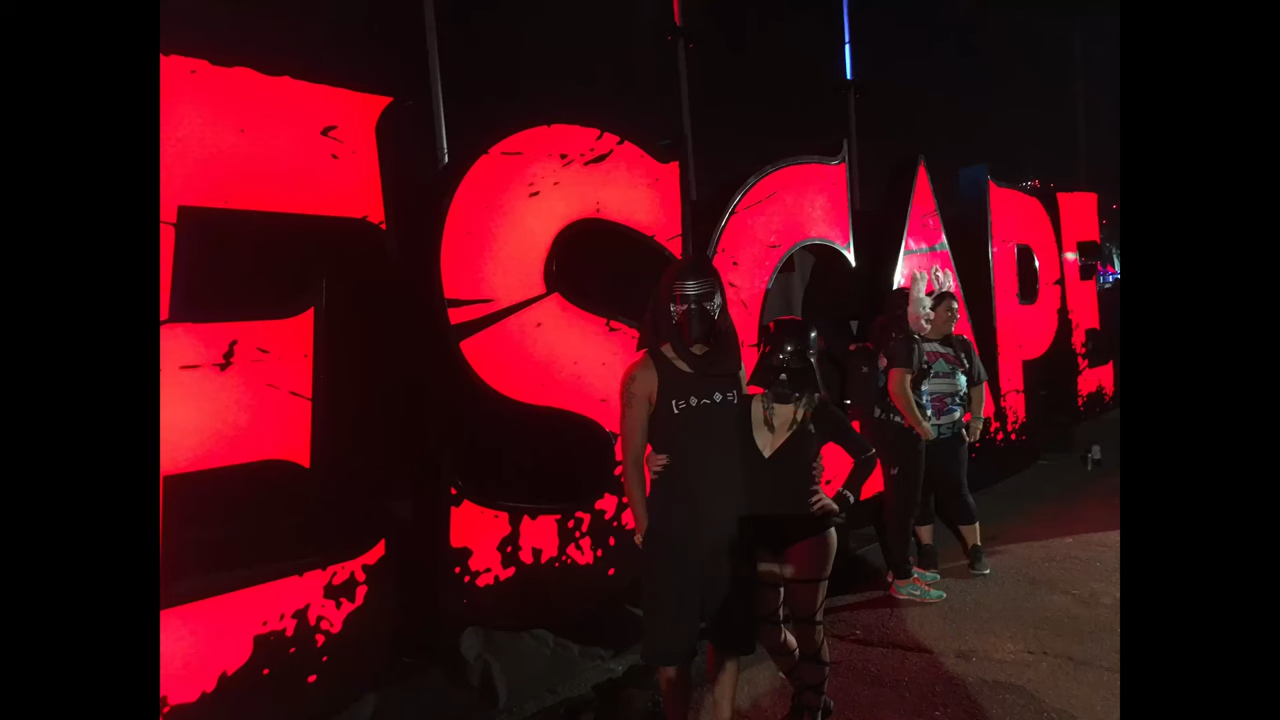 ESCAPE
[= ◈ ︿ ◈ =]